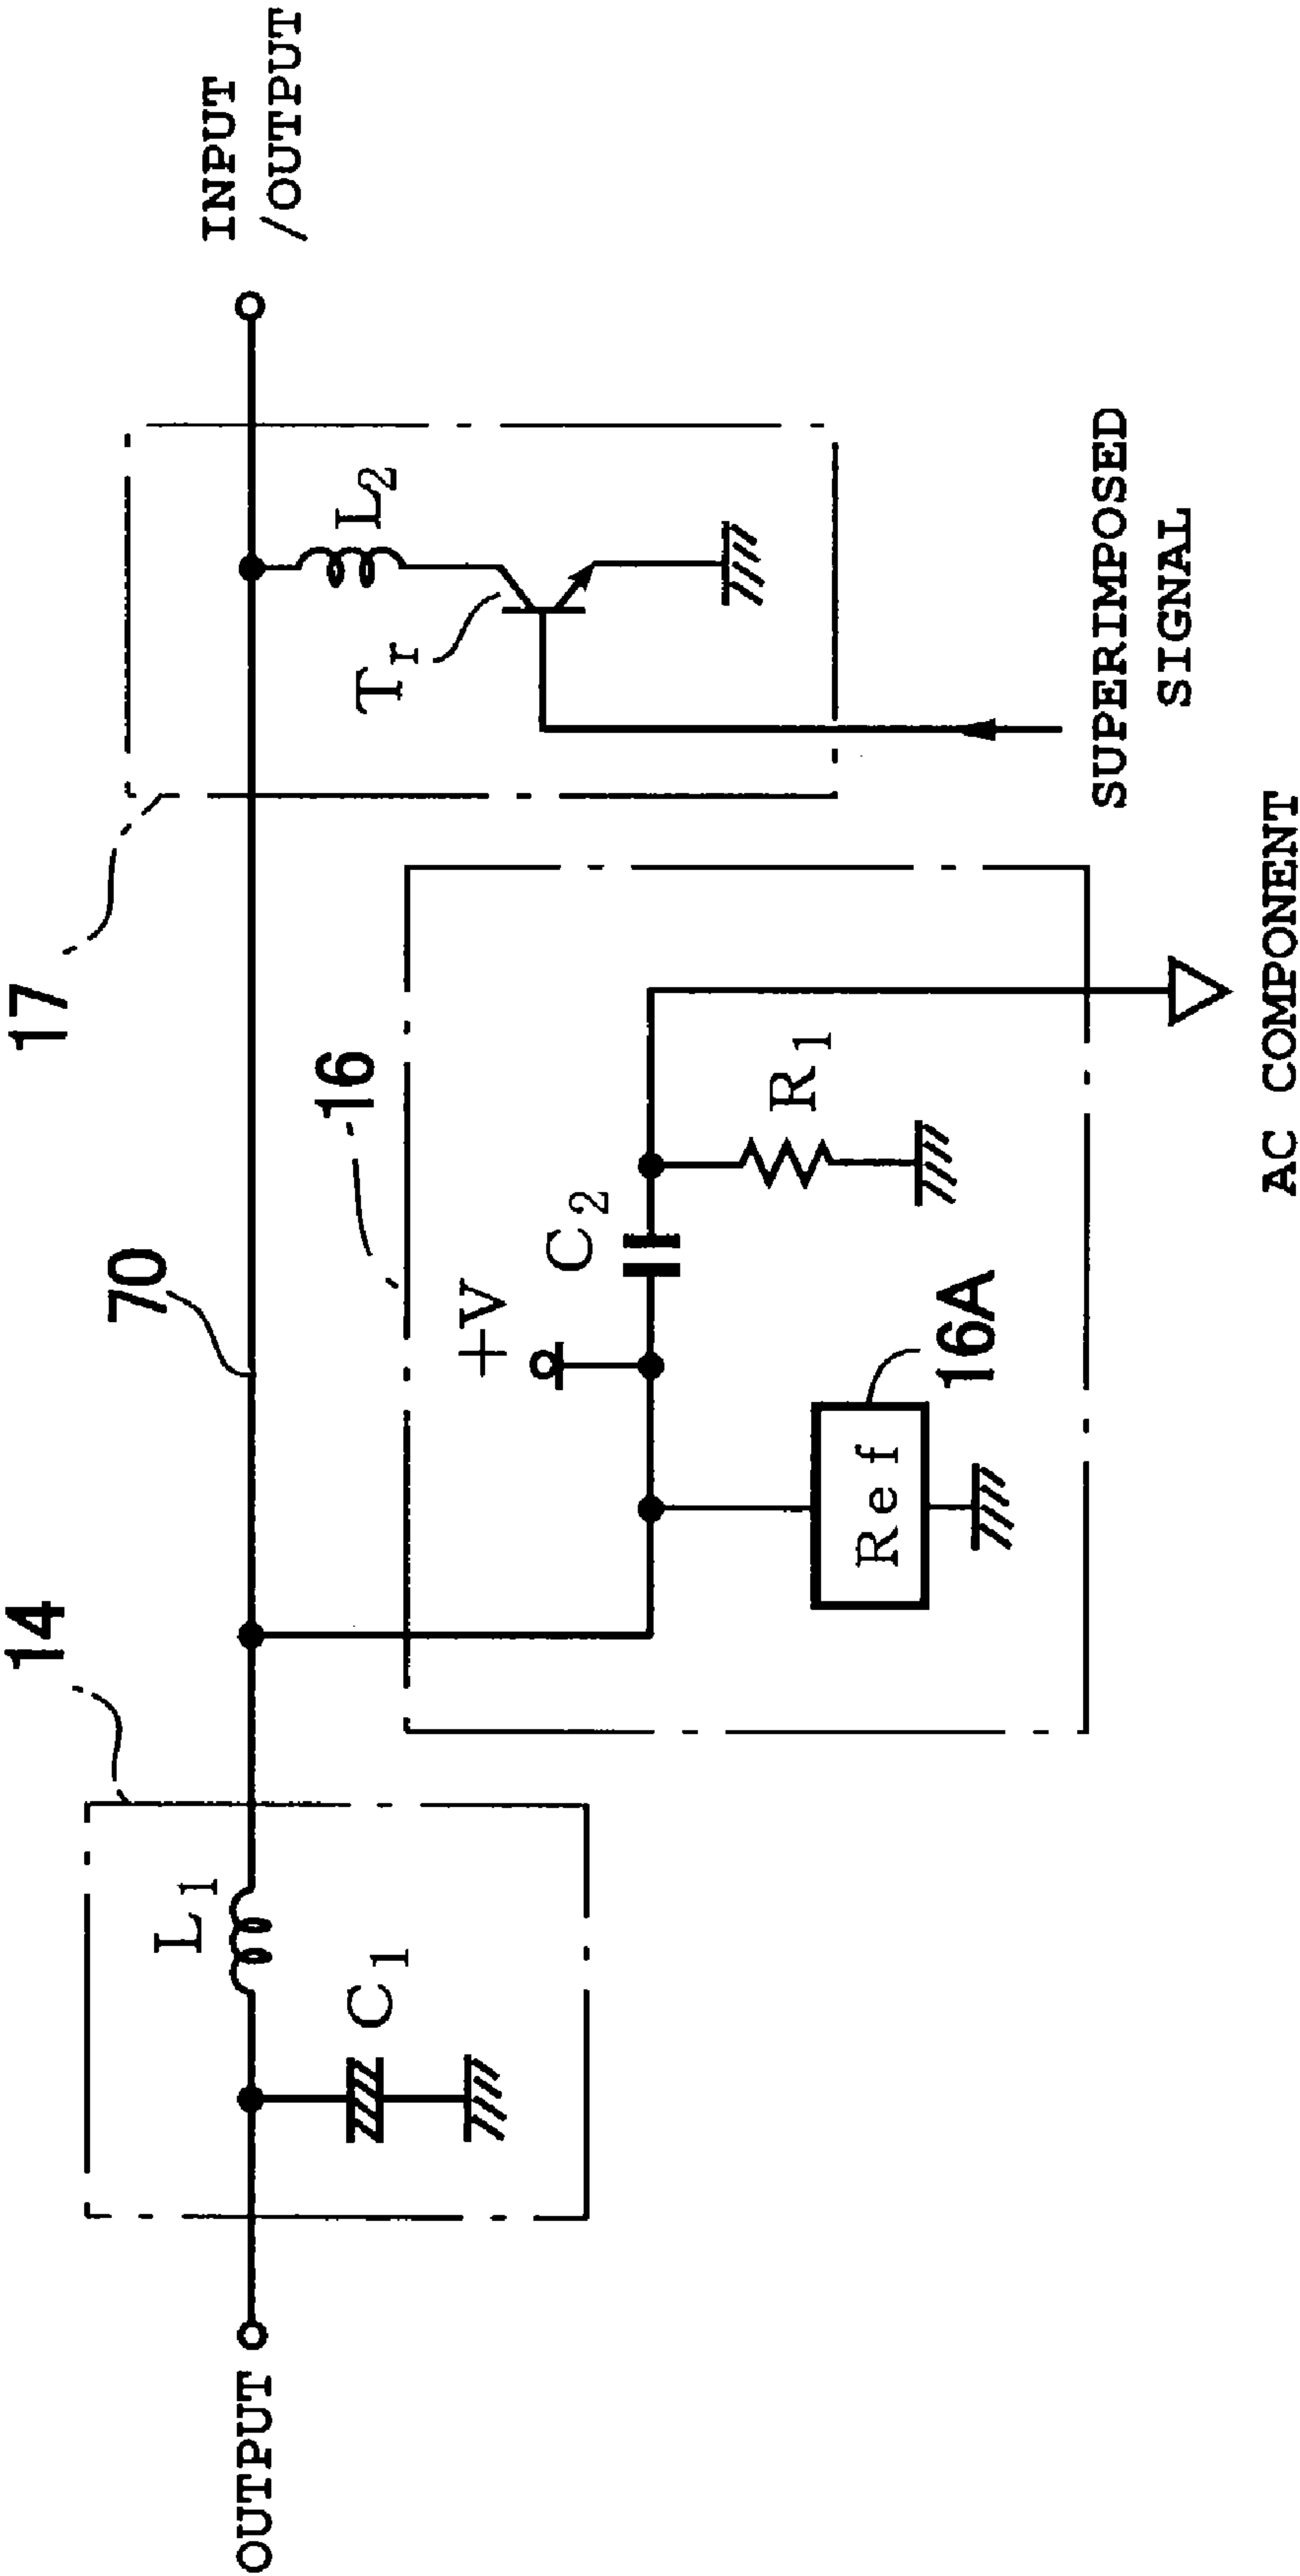 14
70
17
INPUT
/OUTPUT
L1
16
L2
Tr
C1
+V
C2
R1
Ref
16A
OUTPUT
SUPERIMPOSED
SIGNAL
AC COMPONENT